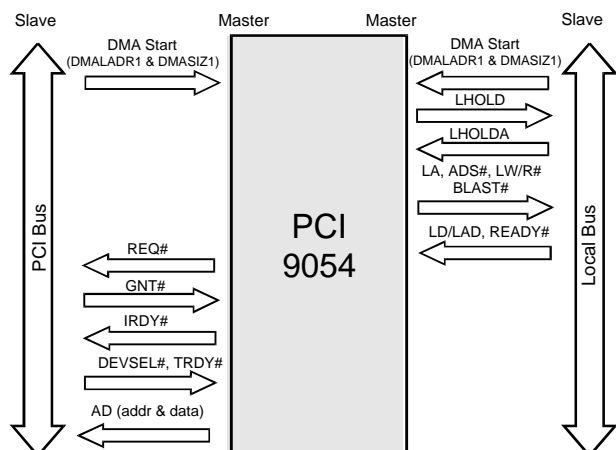 Slave Master Master Slave
DMA Start
(DMALADR1 & DMASIZ1)
DMA Start
(DMALADR1 & DMASIZ1)
LHOLD
LHOLDA
LA, ADS#, LW/R#
BLAST#
LD/LAD, READY#
PCI Bus
PCI
9054
Local Bus
REQ#
GNT#
IRDY#
DEVSEL#, TRDY#
AD (addr & data)